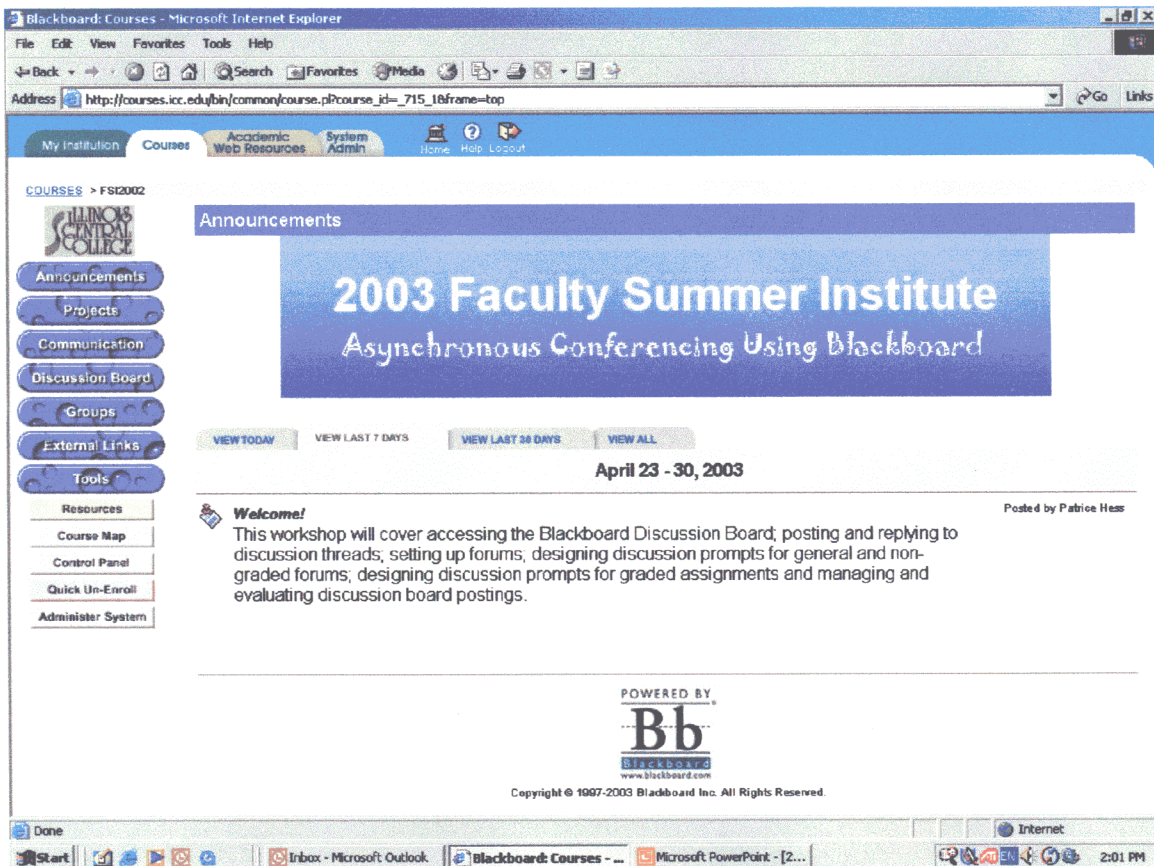 Blackboard: Courses - Microsoft Internet Explorer
File Edit View Favorites Tools Help
Back Search Favorites Media
Address http://courses.icc.edu/bin/common/course.pl?course_id=_715_1&frame=top Go Links
My Institution Courses Academic Web Resources System Admin Home Help Logout
COURSES > FSI2002
ILLINOIS
CENTRAL
COLLEGE
Announcements
Projects
Communication
Discussion Board
Groups
External Links
Tools
Resources
Course Map
Control Panel
Quick Un-Enroll
Administer System
Announcements
2003 Faculty Summer Institute
Asynchronous Conferencing Using Blackboard
VIEW TODAY VIEW LAST 7 DAYS VIEW LAST 30 DAYS VIEW ALL
April 23 - 30, 2003
Welcome! Posted by Patrice Hess
This workshop will cover accessing the Blackboard Discussion Board; posting and replying to
discussion threads; setting up forums; designing discussion prompts for general and non-
graded forums; designing discussion prompts for graded assignments and managing and
evaluating discussion board postings.
POWERED BY
Bb
Blackboard
www.blackboard.com
Copyright © 1997-2003 Blackboard Inc. All Rights Reserved.
Done Internet
Start Inbox - Microsoft Outlook Blackboard: Courses - ... Microsoft PowerPoint - [2... EN 2:01 PM